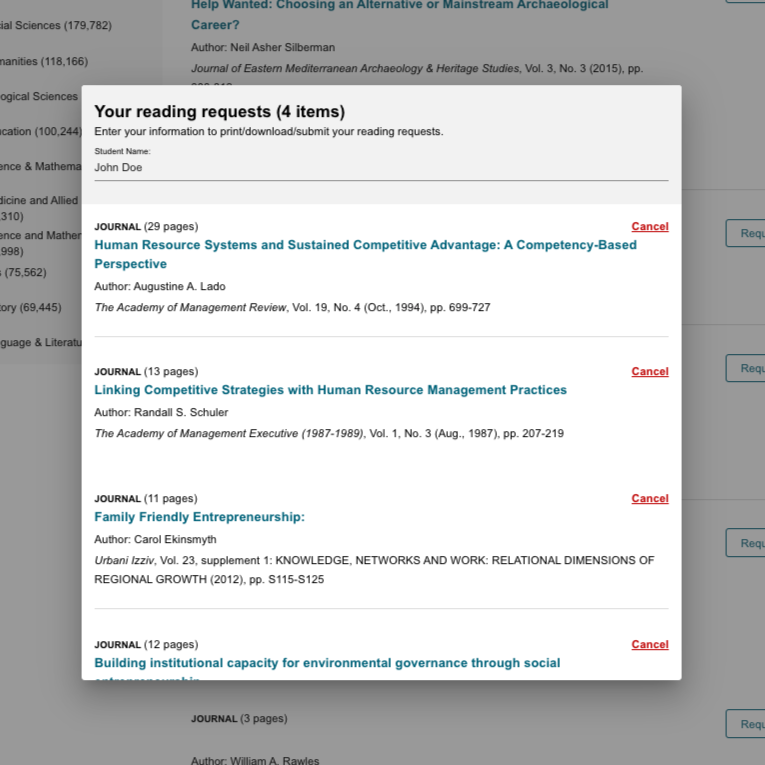 Help Wanted: Choosing an Alternative or Mainstream Archaeological
Career?
Author: Neil Asher Silberman
Journal of Eastern Mediterranean Archaeology & Heritage Studies, Vol. 3, No. 3 (2015), pp.
cial Sciences (179,782)
manities (118,166)
ogical Sciences
cation (100,244)
ence & Mathema
dicine and Allied
310)
ence and Mather
998)
s (75,562)
tory (69,445)
guage & Literatu
Your reading requests (4 items)
Enter your information to print/download/submit your reading requests.
Student Name:
John Doe
JOURNAL (29 pages)
Cancel
Human Resource Systems and Sustained Competitive Advantage: A Competency-Based
Perspective
Author: Augustine A. Lado
The Academy of Management Review, Vol. 19, No. 4 (Oct., 1994), pp. 699-727
JOURNAL (13 pages)
Cancel
Linking Competitive Strategies with Human Resource Management Practices
Author: Randall S. Schuler
The Academy of Management Executive (1987-1989), Vol. 1, No. 3 (Aug., 1987), pp. 207-219
JOURNAL (11 pages)
Cancel
Family Friendly Entrepreneurship:
Author: Carol Ekinsmyth
Urbani Izziv, Vol. 23, supplement 1: KNOWLEDGE, NETWORKS AND WORK: RELATIONAL DIMENSIONS OF
REGIONAL GROWTH (2012), pp. S115-S125
JOURNAL (12 pages)
Cancel
Building institutional capacity for environmental governance through social
entrepreneurship
Requ
Requ
Requ
Requ
JOURNAL (3 pages)
Author: William A. Rawles